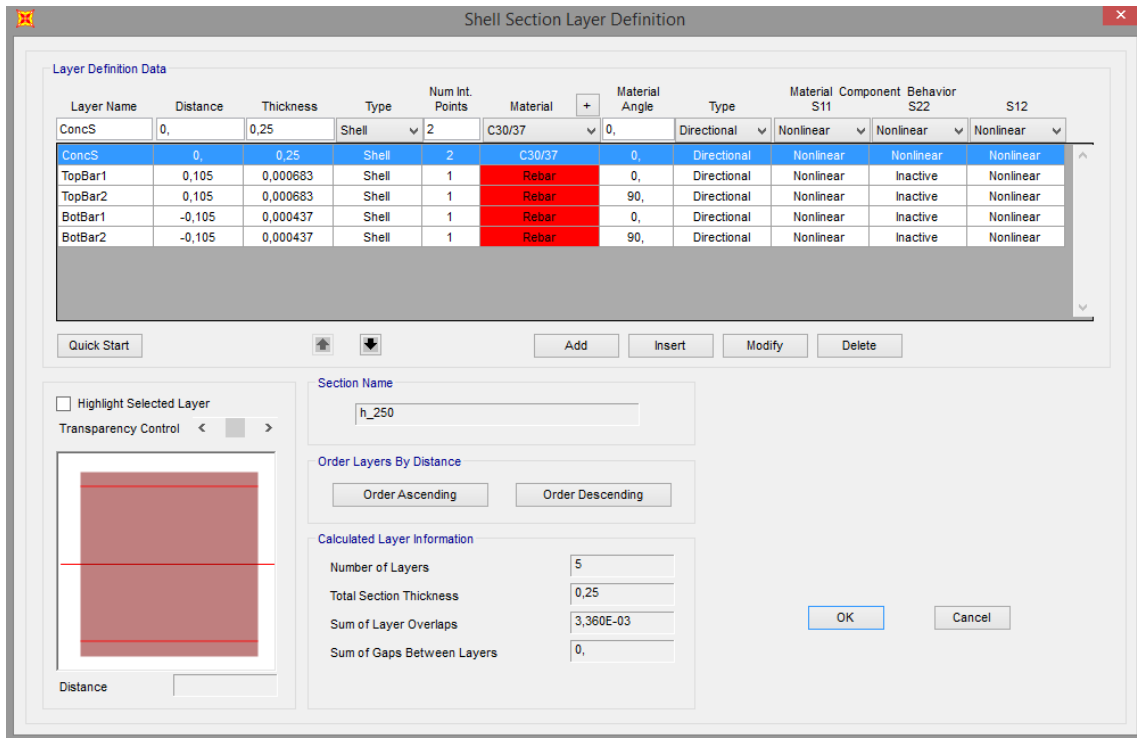 Shell Section Layer Definition
Layer Definition Data
Layer Name Distance Thickness Type Num Int. Points Material + Material Angle Type Material Component Behavior S11 S22 S12
ConcS 0, 0,25 Shell 2 C30/37 0, Directional Nonlinear Nonlinear Nonlinear
ConcS 0, 0,25 Shell 2 C30/37 0, Directional Nonlinear Nonlinear Nonlinear
TopBar1 0,105 0,000683 Shell 1 Rebar 0, Directional Nonlinear Inactive Nonlinear
TopBar2 0,105 0,000683 Shell 1 Rebar 90, Directional Nonlinear Inactive Nonlinear
BotBar1 -0,105 0,000437 Shell 1 Rebar 0, Directional Nonlinear Inactive Nonlinear
BotBar2 -0,105 0,000437 Shell 1 Rebar 90, Directional Nonlinear Inactive Nonlinear
Quick Start Add Insert Modify Delete
Highlight Selected Layer
Transparency Control
Distance
Section Name
h_250
Order Layers By Distance
Order Ascending Order Descending
Calculated Layer Information
Number of Layers 5
Total Section Thickness 0,25
Sum of Layer Overlaps 3,360E-03
Sum of Gaps Between Layers 0,
OK Cancel